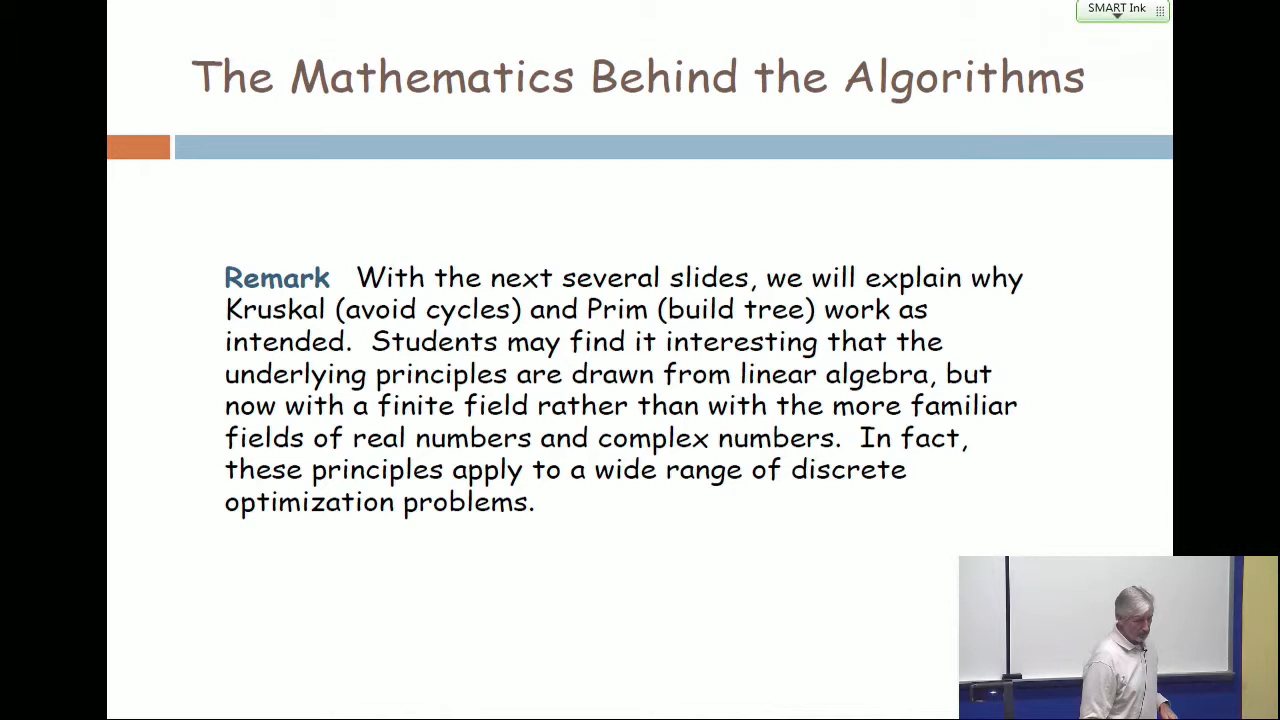 SMART Ink
The Mathematics Behind the Algorithms
Remark With the next several slides, we will explain why
Kruskal (avoid cycles) and Prim (build tree) work as
intended. Students may find it interesting that the
underlying principles are drawn from linear algebra, but
now with a finite field rather than with the more familiar
fields of real numbers and complex numbers. In fact,
these principles apply to a wide range of discrete
optimization problems.